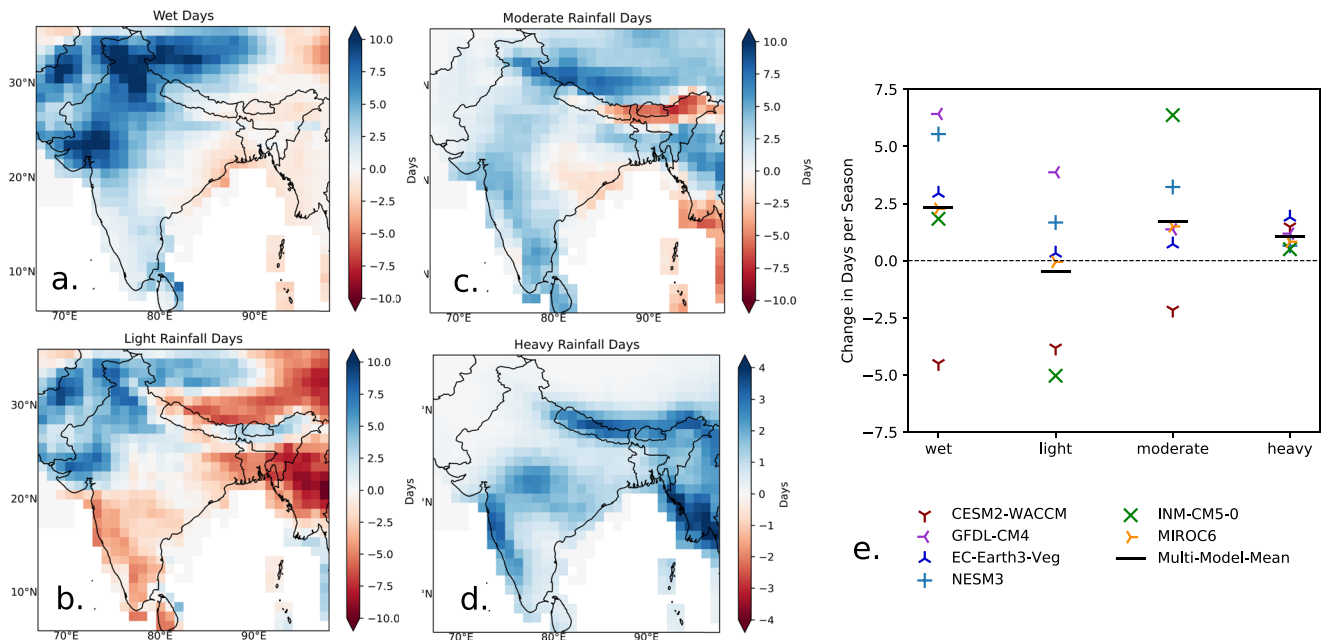 Wet Days
30°N
20°N
10°N
70°E
80°E
90°E
10.0
7.5
5.0
2.5
0.0
−2.5
−5.0
−7.5
−10.0
Days
a.
Moderate Rainfall Days
°N
°N
°N
70°E
80°E
90°E
10.0
7.5
5.0
2.5
0.0
−2.5
−5.0
−7.5
−10.0
Days
c.
Light Rainfall Days
30°N
20°N
10°N
70°E
80°E
90°E
10.0
7.5
5.0
2.5
0.0
−2.5
−5.0
−7.5
−10.0
Days
b.
Heavy Rainfall Days
°N
°N
°N
70°E
80°E
90°E
4
3
2
1
0
−1
−2
−3
−4
Days
d.
Change in Days per Season
7.5
5.0
2.5
0.0
−2.5
−5.0
−7.5
wet
light
moderate
heavy
e.
CESM2-WACCM
GFDL-CM4
EC-Earth3-Veg
NESM3
INM-CM5-0
MIROC6
Multi-Model-Mean